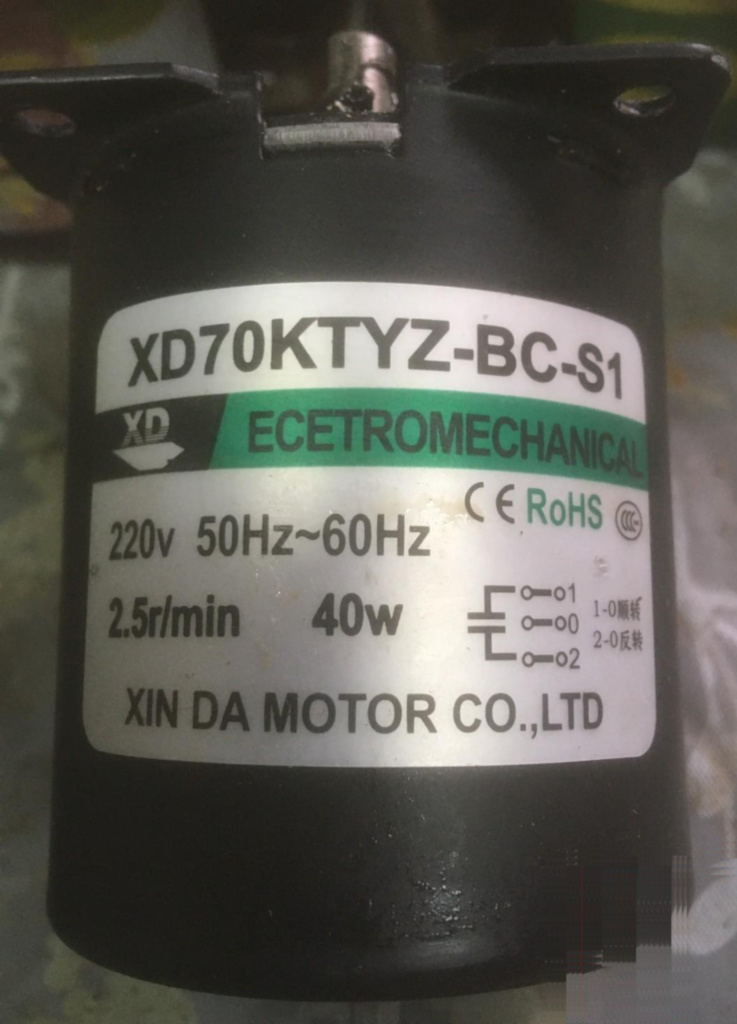 XD70KTYZ-BC-S1
XD ECETROMECHANICAL
CE RoHS CCC
220v 50Hz~60Hz
2.5r/min 40w
1 1-0顺转
0
2 2-0反转
XIN DA MOTOR CO.,LTD